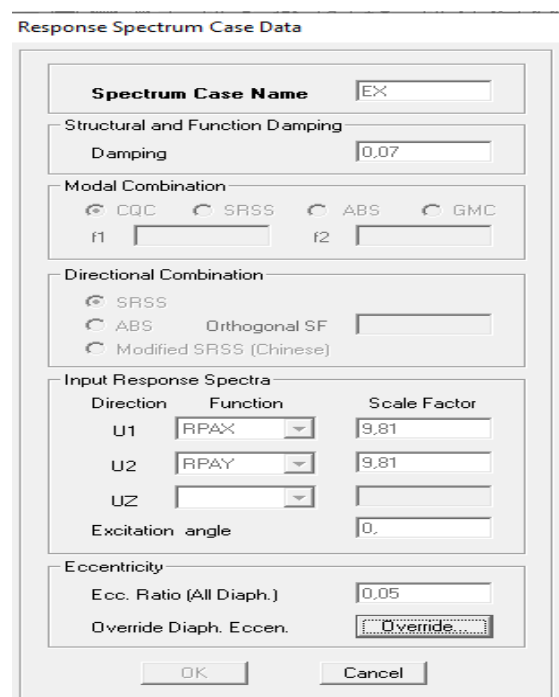 Response Spectrum Case Data
Spectrum Case Name EX
Structural and Function Damping
Damping 0,07
Modal Combination
CQC SRSS ABS GMC
f1 f2
Directional Combination
SRSS
ABS Orthogonal SF
Modified SRSS (Chinese)
Input Response Spectra
Direction Function Scale Factor
U1 RPAX 9,81
U2 RPAY 9,81
UZ
Excitation angle 0,
Eccentricity
Ecc. Ratio (All Diaph.) 0,05
Override Diaph. Eccen. Override...
OK Cancel